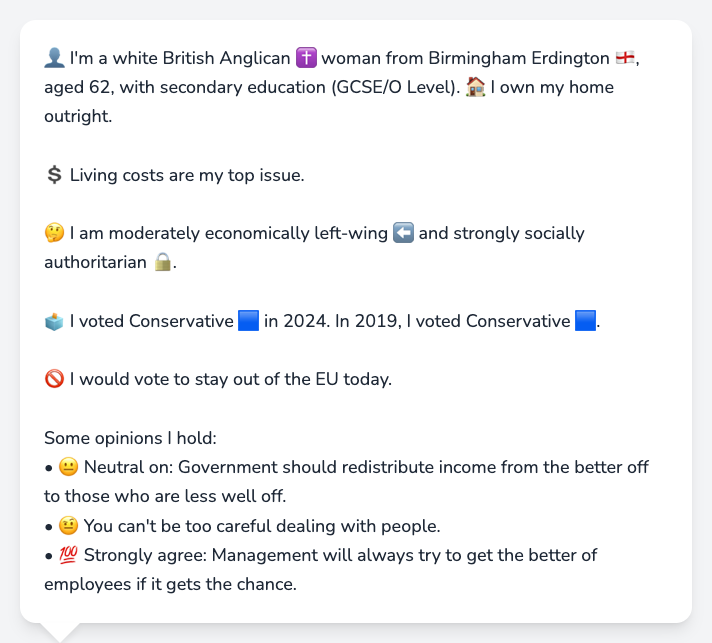 👤 I'm a white British Anglican ✝️ woman from Birmingham Erdington 🏴󠁧󠁢󠁥󠁮󠁧󠁿,
aged 62, with secondary education (GCSE/O Level). 🏠 I own my home
outright.
💲 Living costs are my top issue.
🤔 I am moderately economically left-wing ⬅️ and strongly socially
authoritarian 🔒.
🗳️ I voted Conservative 🟦 in 2024. In 2019, I voted Conservative 🟦.
🚫 I would vote to stay out of the EU today.
Some opinions I hold:
• 😐 Neutral on: Government should redistribute income from the better off
to those who are less well off.
• 🤨 You can't be too careful dealing with people.
• 💯 Strongly agree: Management will always try to get the better of
employees if it gets the chance.